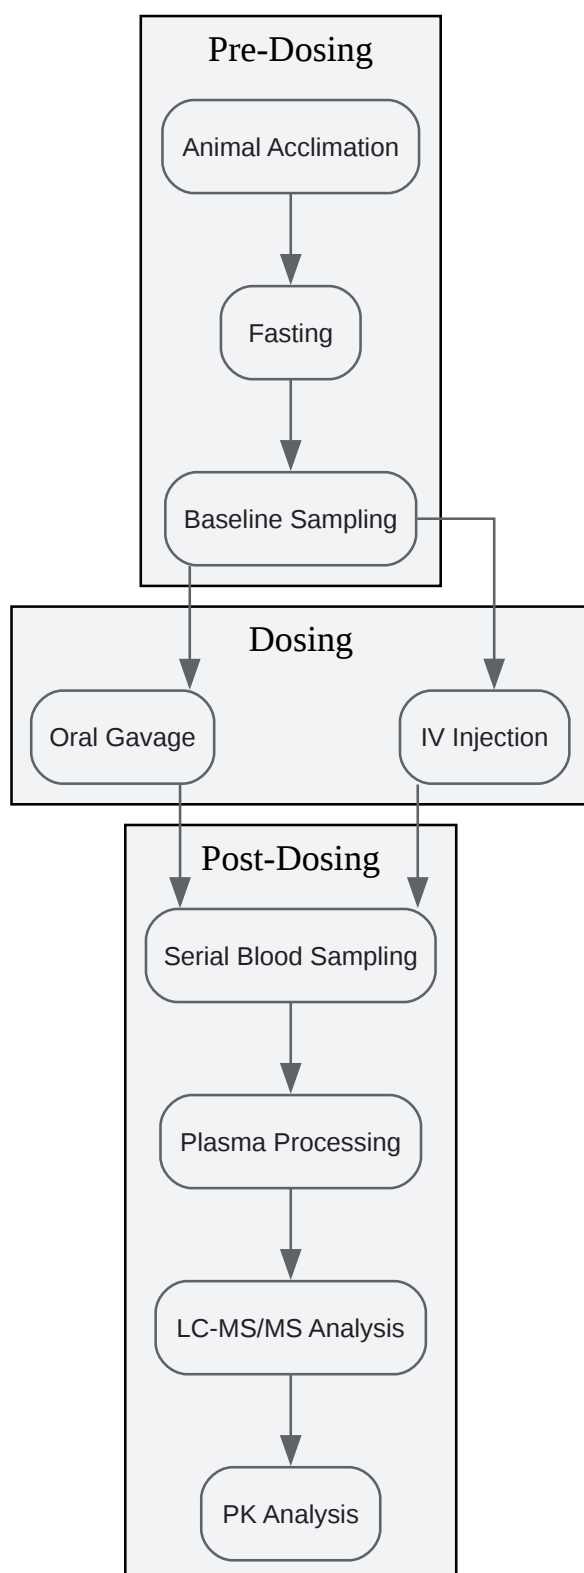 Pre-Dosing
Animal Acclimation
Fasting
Baseline Sampling
Dosing
Oral Gavage
IV Injection
Post-Dosing
Serial Blood Sampling
Plasma Processing
LC-MS/MS Analysis
PK Analysis